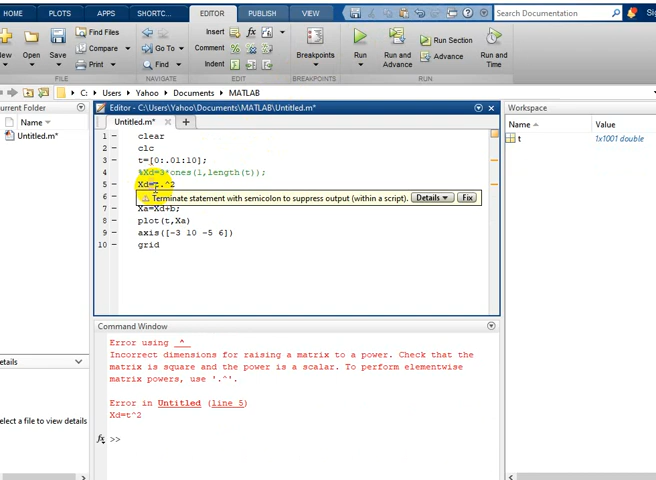 HOME PLOTS APPS SHORTC... EDITOR PUBLISH VIEW Search Documentation
Open Save Find Files Compare Print Go To Find Insert Comment Indent Breakpoints Run Run and Advance Run Section Advance Run and Time
FILE NAVIGATE EDIT BREAKPOINTS RUN
C: Users Yahoo Documents MATLAB
Editor - C:\Users\Yahoo\Documents\MATLAB\Untitled.m*
Workspace
Name Value
t 1x1001 double
Name
Untitled.m*
Untitled.m* × +
1 clear
2 clc
3 t=[0:.01:10];
4 %Xd=3*ones(1,length(t));
5 Xd=t.^2
6 Terminate statement with semicolon to suppress output (within a script). Details Fix
7 Xa=Xd+b;
8 plot(t,Xa)
9 axis([-3 10 -5 6])
10 grid
Command Window
Error using ^
Incorrect dimensions for raising a matrix to a power. Check that the
matrix is square and the power is a scalar. To perform elementwise
matrix powers, use '.^'.
Error in Untitled (line 5)
Xd=t^2
fx >>